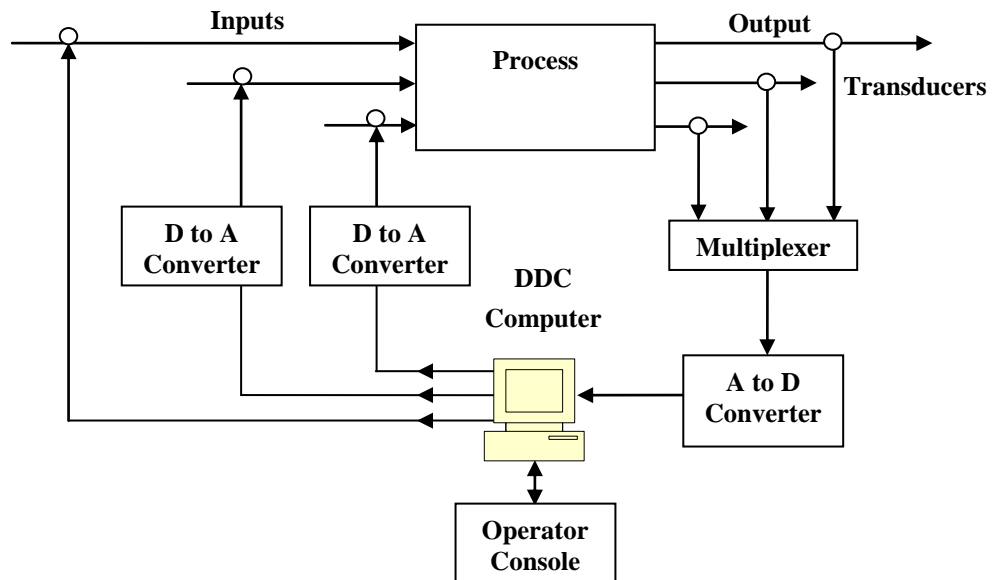 Inputs
Output
Process
Transducers
D to A
Converter
D to A
Converter
Multiplexer
DDC
Computer
A to D
Converter
Operator
Console